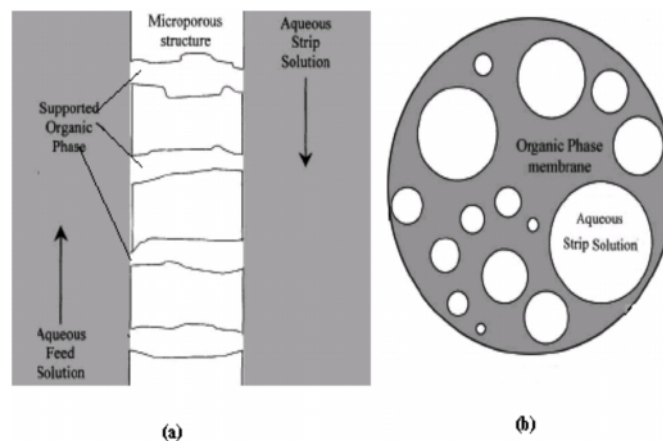 Microporous
structure
Aqueous
Strip
Solution
Supported
Organic
Phase
Aqueous
Feed
Solution
(a)
Organic Phase
membrane
Aqueous
Strip Solution
(b)